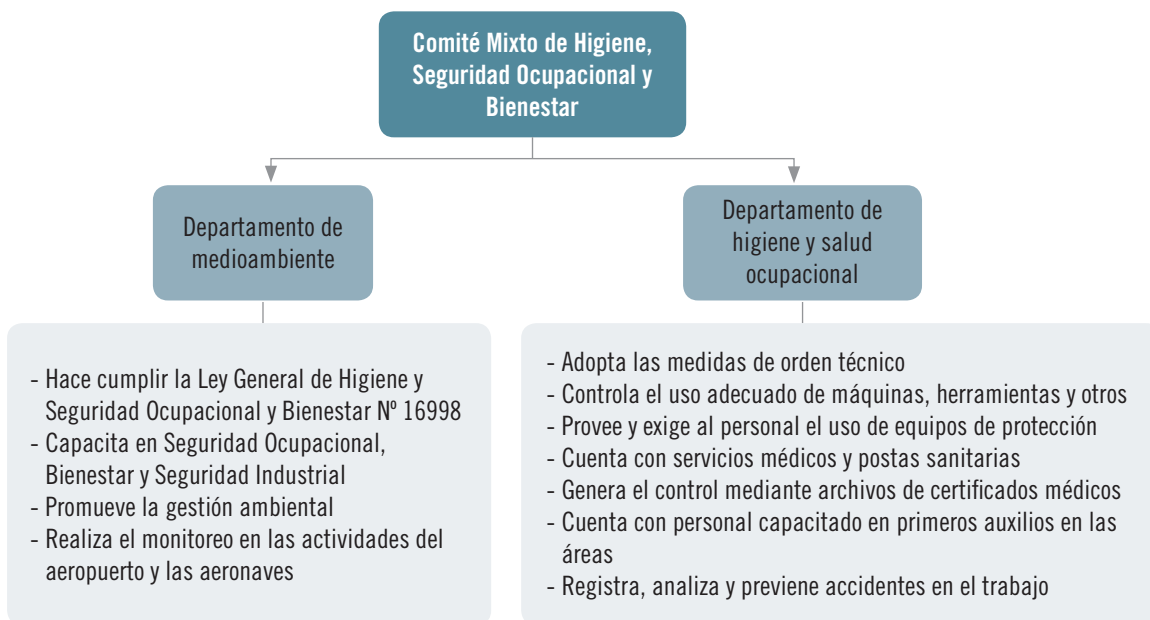 Comité Mixto de Higiene,
Seguridad Ocupacional y
Bienestar
Departamento de
medioambiente
Departamento de
higiene y salud
ocupacional
- Hace cumplir la Ley General de Higiene y
Seguridad Ocupacional y Bienestar Nº 16998
- Capacita en Seguridad Ocupacional,
Bienestar y Seguridad Industrial
- Promueve la gestión ambiental
- Realiza el monitoreo en las actividades del
aeropuerto y las aeronaves
- Adopta las medidas de orden técnico
- Controla el uso adecuado de máquinas, herramientas y otros
- Provee y exige al personal el uso de equipos de protección
- Cuenta con servicios médicos y postas sanitarias
- Genera el control mediante archivos de certificados médicos
- Cuenta con personal capacitado en primeros auxilios en las
áreas
- Registra, analiza y previene accidentes en el trabajo